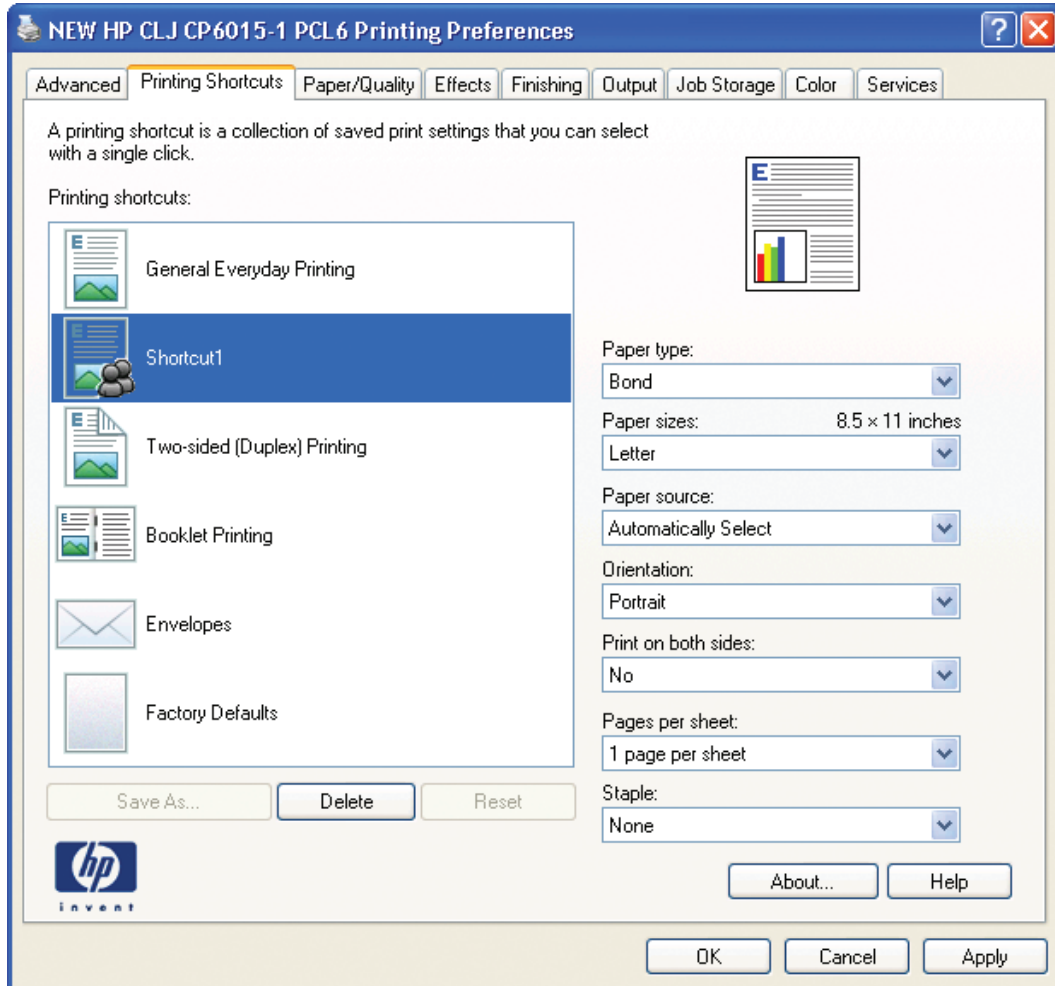 NEW HP CLJ CP6015-1 PCL6 Printing Preferences
Advanced Printing Shortcuts Paper/Quality Effects Finishing Output Job Storage Color Services
A printing shortcut is a collection of saved print settings that you can select
with a single click.
Printing shortcuts:
E
General Everyday Printing
E
Shortcut1
E
Two-sided (Duplex) Printing
E
Booklet Printing
Envelopes
Factory Defaults
Save As... Delete Reset
E
Paper type:
Bond
Paper sizes: 8.5 × 11 inches
Letter
Paper source:
Automatically Select
Orientation:
Portrait
Print on both sides:
No
Pages per sheet:
1 page per sheet
Staple:
None
hp
invent
About... Help
OK Cancel Apply